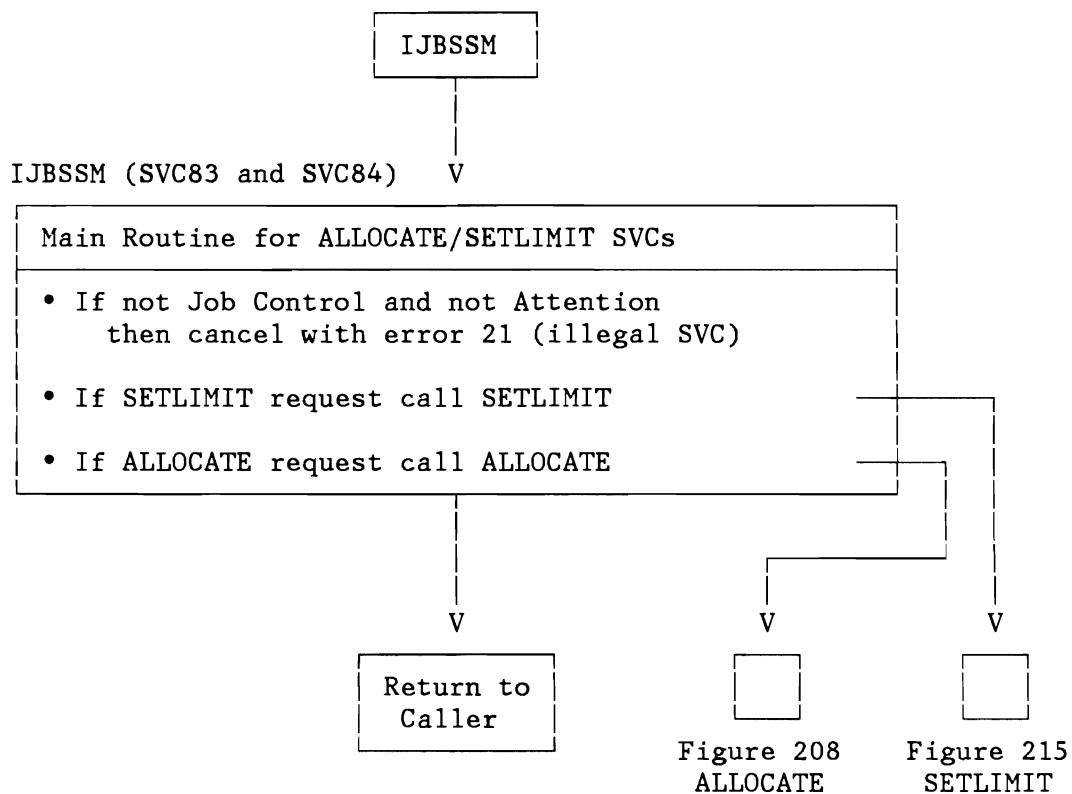 IJBSSM
IJBSSM (SVC83 and SVC84) V
Main Routine for ALLOCATE/SETLIMIT SVCs
• If not Job Control and not Attention
then cancel with error 21 (illegal SVC)
• If SETLIMIT request call SETLIMIT
• If ALLOCATE request call ALLOCATE
V V V
Return to
Caller
Figure 208 Figure 215
ALLOCATE SETLIMIT